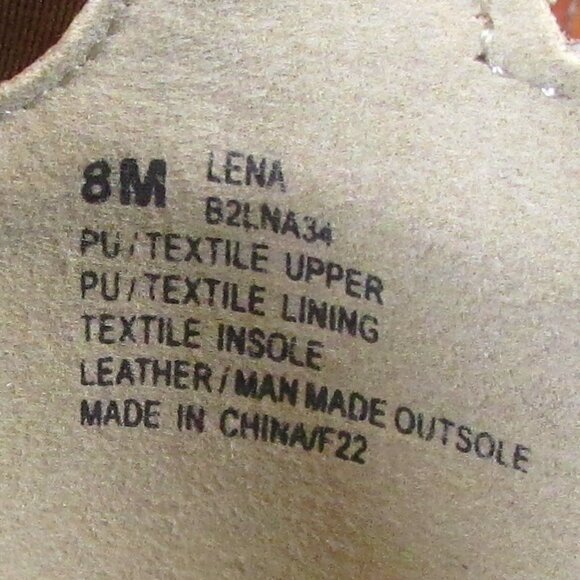 8M LENA
B2LNA34
PU/TEXTILE UPPER
PU/TEXTILE LINING
TEXTILE INSOLE
LEATHER/MAN MADE OUTSOLE
MADE IN CHINA/F22